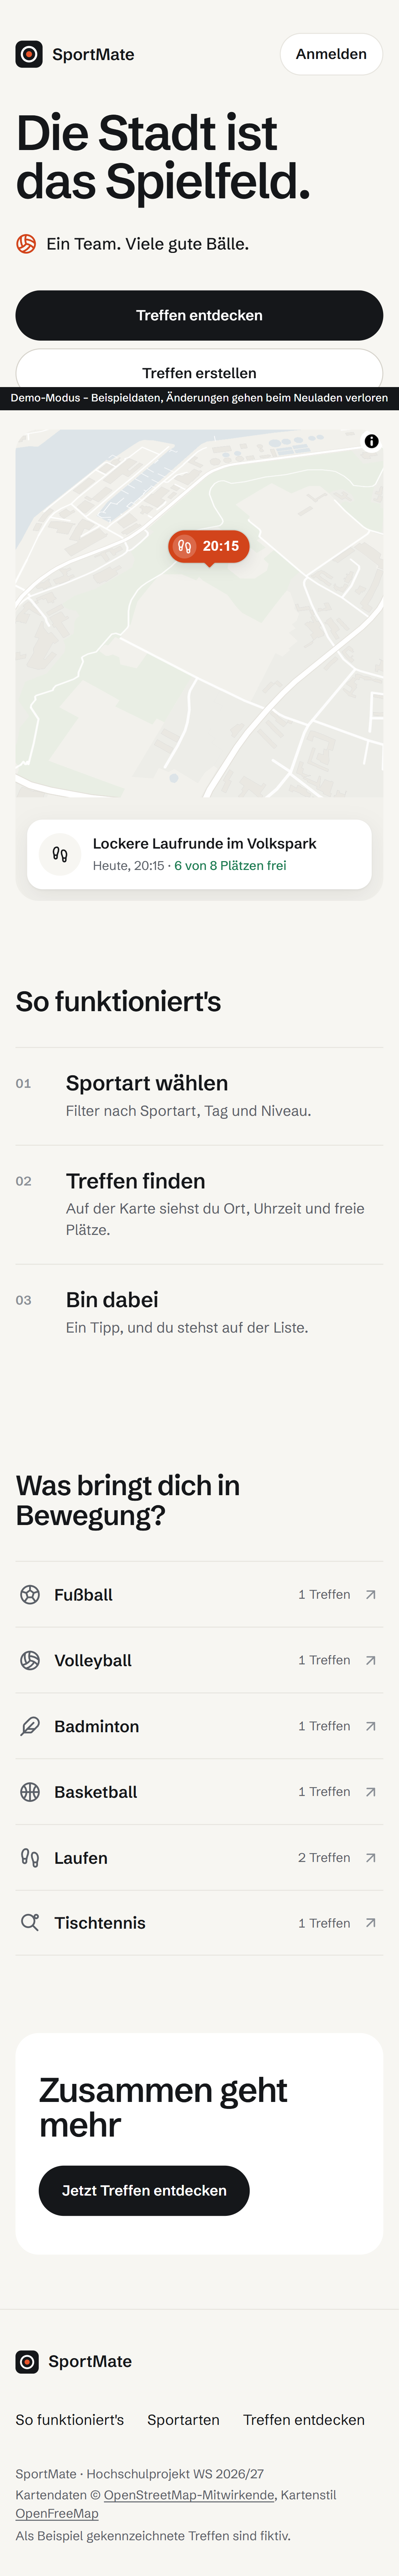 SportMate
Anmelden
Die Stadt ist
das Spielfeld.
Ein Team. Viele gute Bälle.
Treffen entdecken
Treffen erstellen
Demo-Modus – Beispieldaten, Änderungen gehen beim Neuladen verloren
20:15
Lockere Laufrunde im Volkspark
Heute, 20:15 · 6 von 8 Plätzen frei
So funktioniert's
01
Sportart wählen
Filter nach Sportart, Tag und Niveau.
02
Treffen finden
Auf der Karte siehst du Ort, Uhrzeit und freie
Plätze.
03
Bin dabei
Ein Tipp, und du stehst auf der Liste.
Was bringt dich in
Bewegung?
Fußball 1 Treffen
Volleyball 1 Treffen
Badminton 1 Treffen
Basketball 1 Treffen
Laufen 2 Treffen
Tischtennis 1 Treffen
Zusammen geht
mehr
Jetzt Treffen entdecken
SportMate
So funktioniert's Sportarten Treffen entdecken
SportMate · Hochschulprojekt WS 2026/27
Kartendaten © OpenStreetMap-Mitwirkende, Kartenstil
OpenFreeMap
Als Beispiel gekennzeichnete Treffen sind fiktiv.